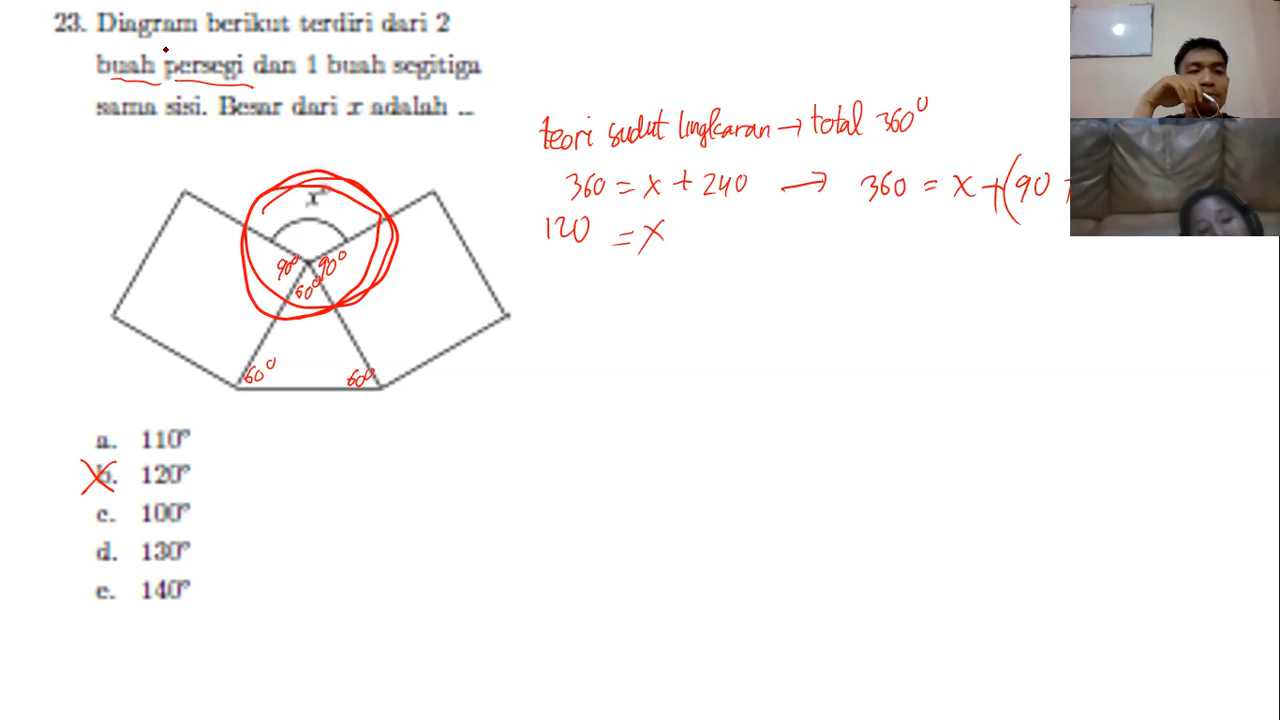 23. Diagram berikut terdiri dari 2
buah persegi dan 1 buah segitiga
sama sisi. Besar dari x adalah ...
teori sudut lingkaran → total 360°
360 = x + 240 → 360 = x + (90 +
120 = x
x°
90° 90°
60°
60° 60°
a. 110°
b. 120°
c. 100°
d. 130°
e. 140°